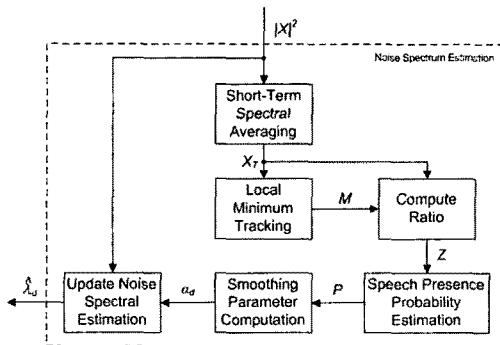 |X|²
Noise Spectrum Estimation
Short-Term
Spectral
Averaging
X_T
Local
Minimum
Tracking
M
Compute
Ratio
Z
λ̂_d
Update Noise
Spectral
Estimation
α_d
Smoothing
Parameter
Computation
P
Speech Presence
Probability
Estimation